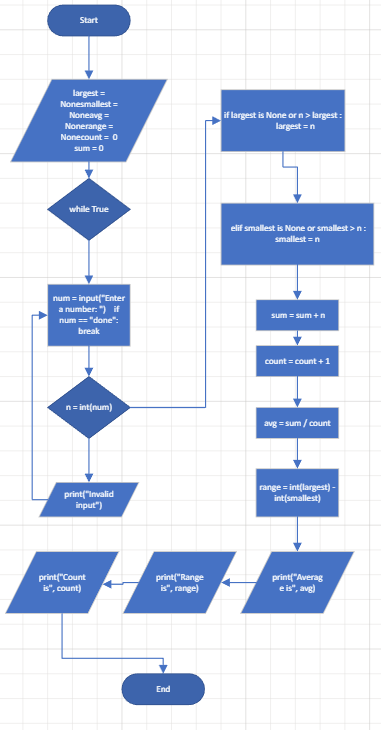 Start
largest =
Nonesmallest =
Noneavg =
Nonerange =
Nonecount = 0
sum = 0
while True
num = input("Enter
a number: ") if
num == "done":
break
n = int(num)
print("Invalid
input")
if largest is None or n > largest :
largest = n
elif smallest is None or smallest > n :
smallest = n
sum = sum + n
count = count + 1
avg = sum / count
range = int(largest) -
int(smallest)
print("Averag
e is", avg)
print("Range
is", range)
print("Count
is", count)
End